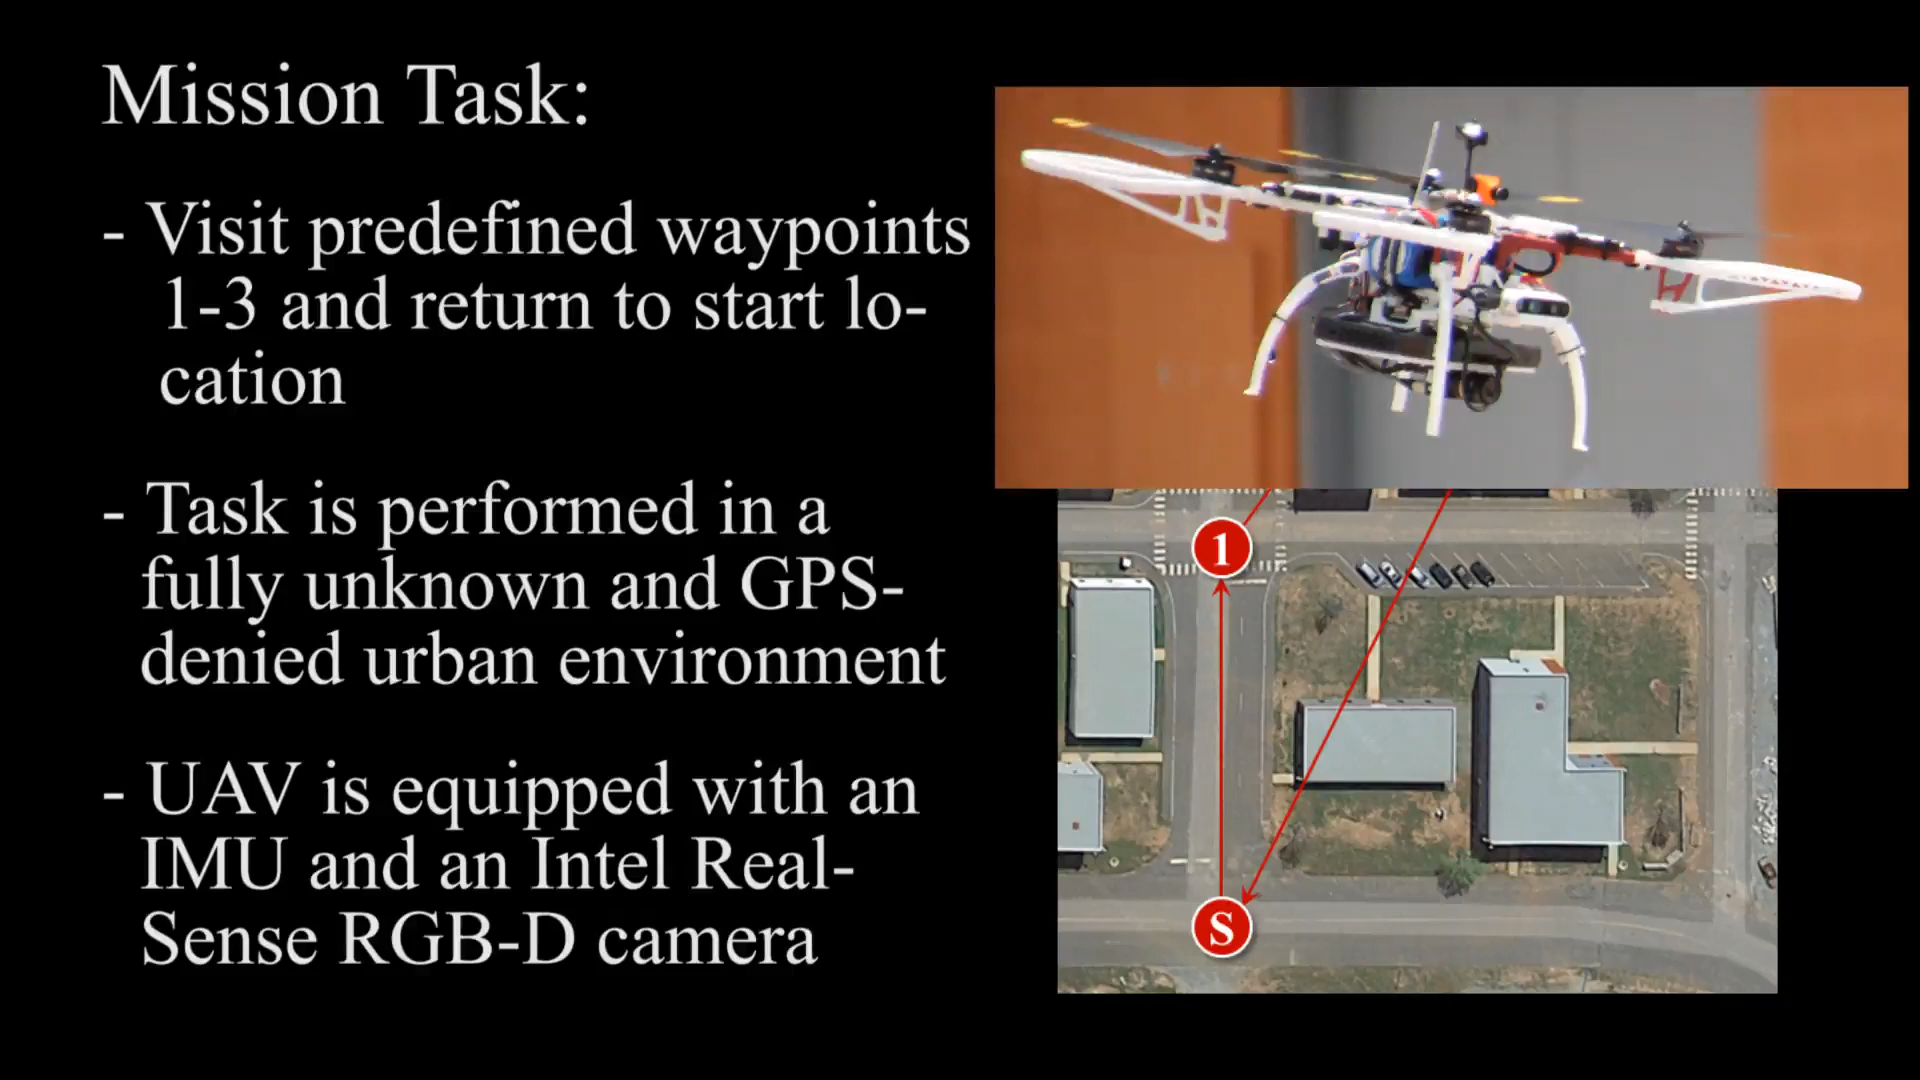 Mission Task:
- Visit predefined waypoints
1-3 and return to start lo-
cation
- Task is performed in a
fully unknown and GPS-
denied urban environment
- UAV is equipped with an
IMU and an Intel Real-
Sense RGB-D camera
1
S